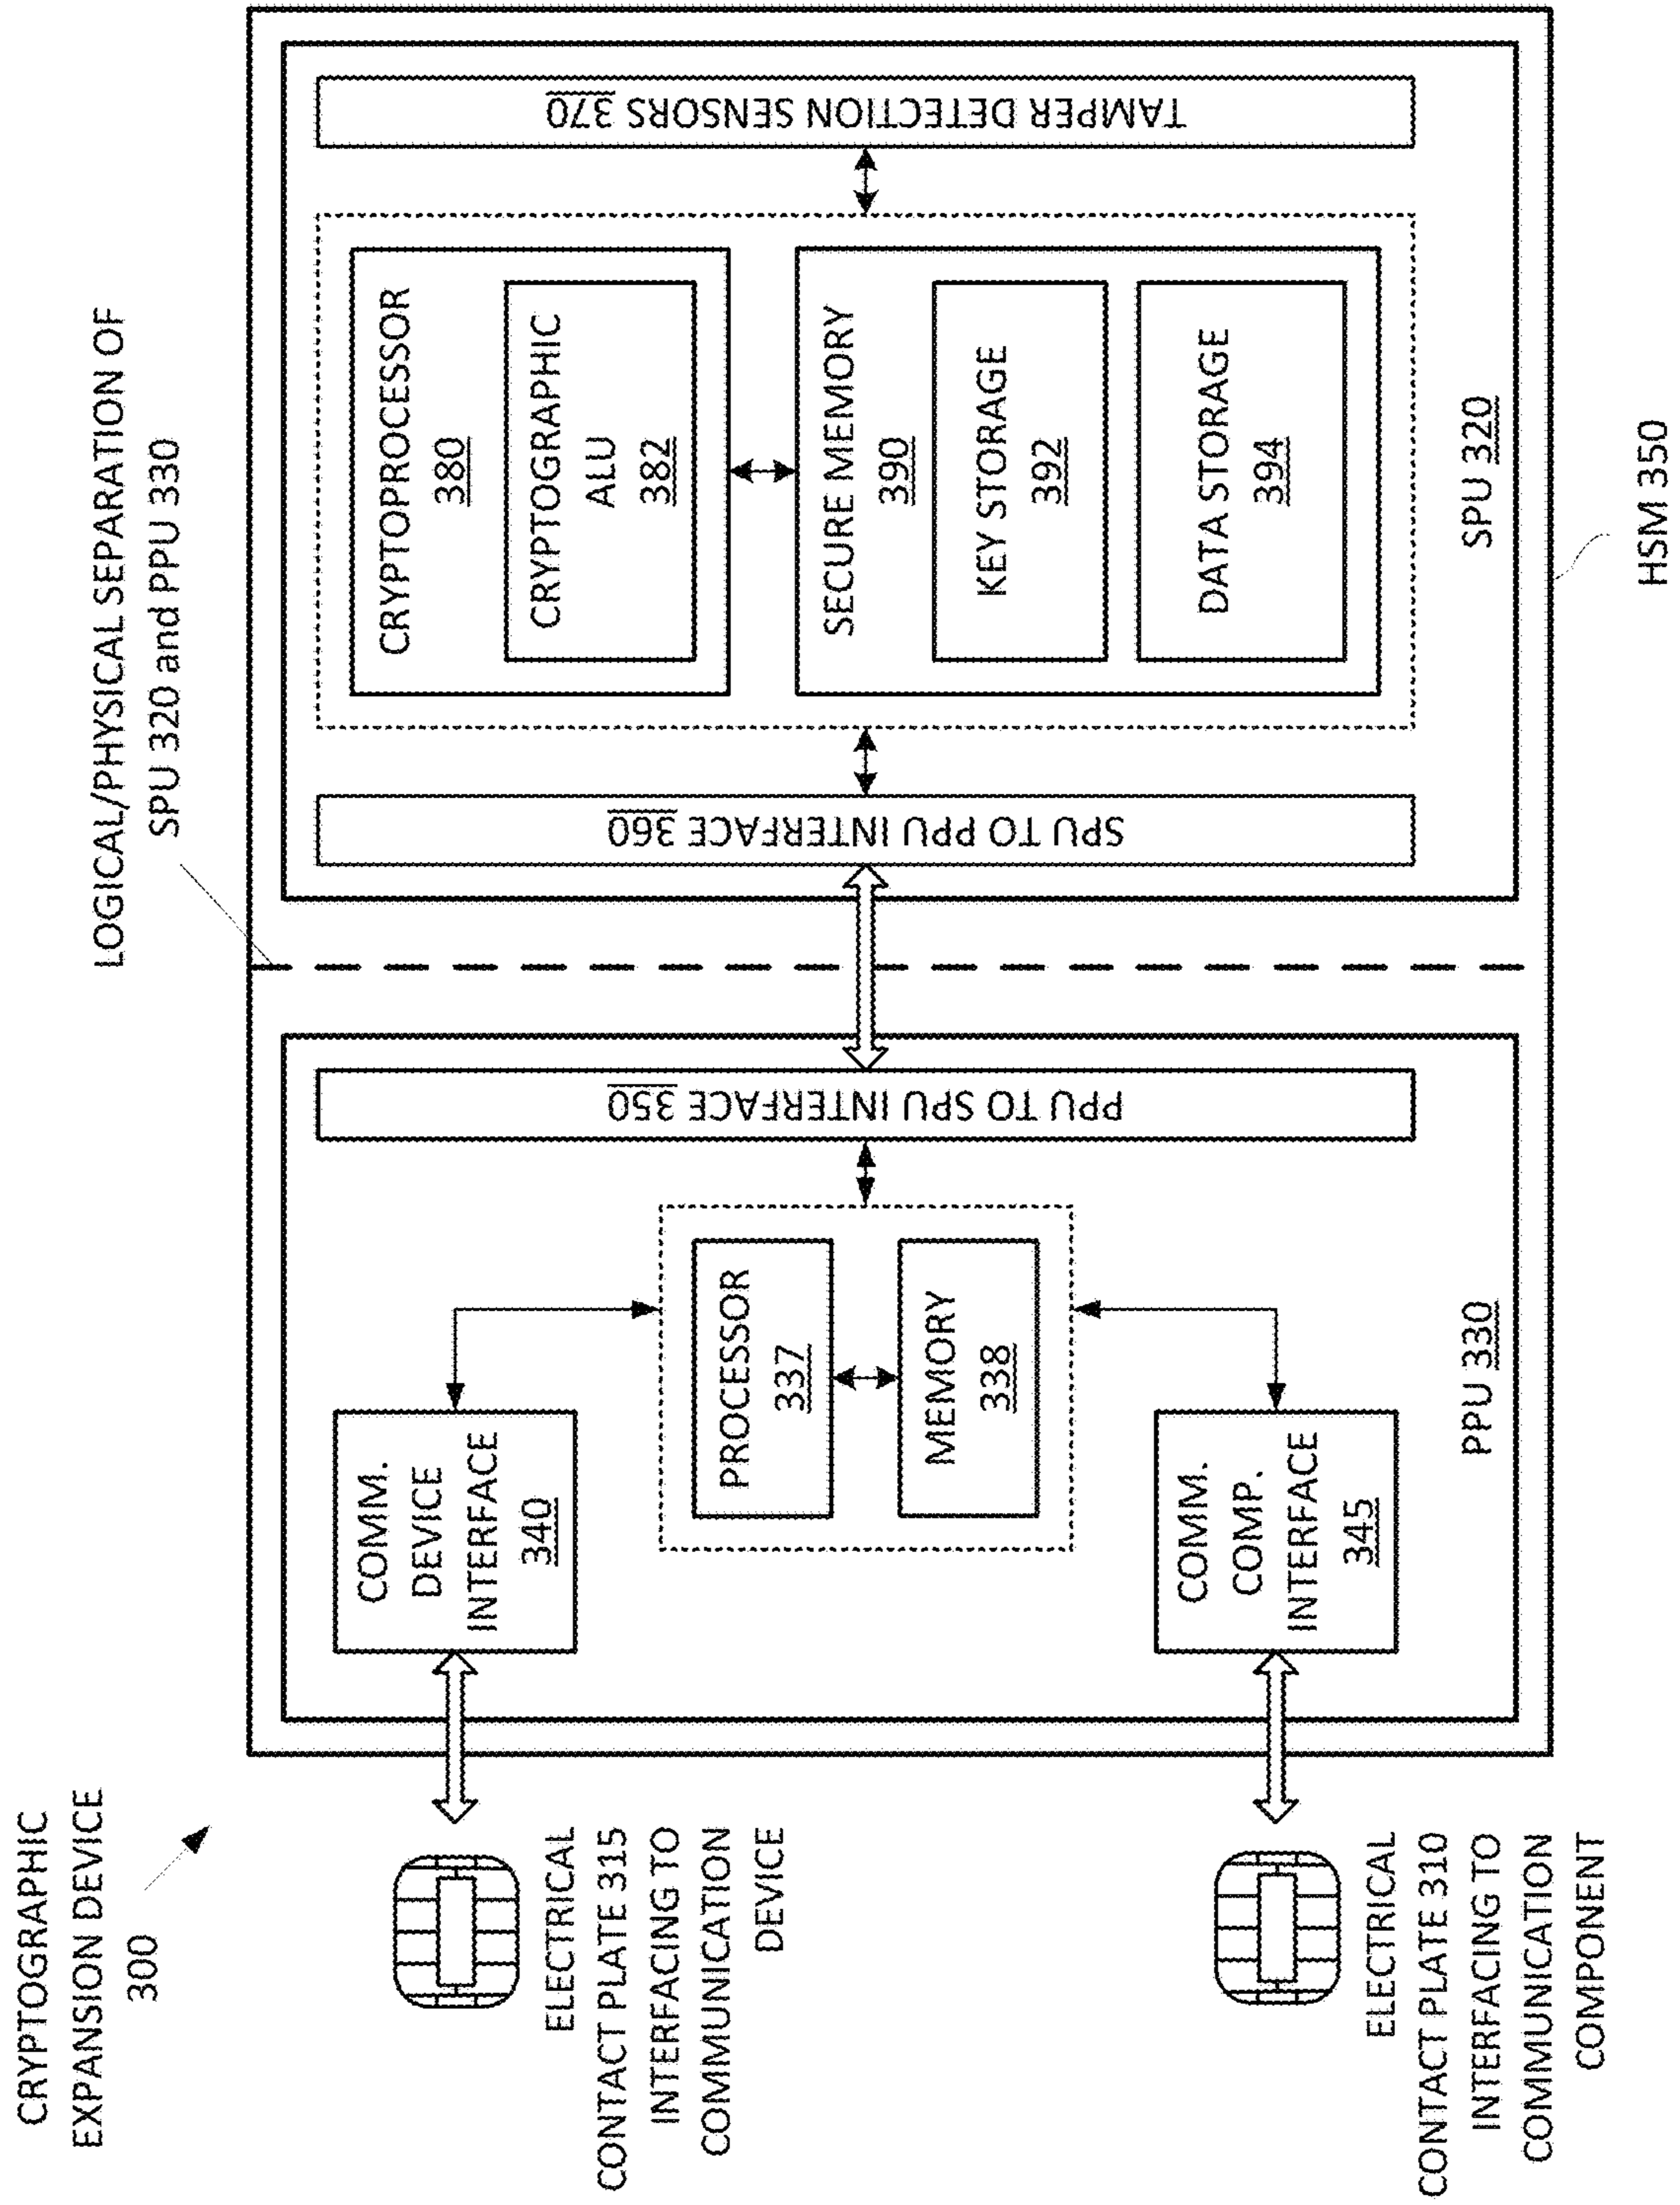 CRYPTOGRAPHIC
EXPANSION DEVICE
300
ELECTRICAL
CONTACT PLATE 315
INTERFACING TO
COMMUNICATION
DEVICE
ELECTRICAL
CONTACT PLATE 310
INTERFACING TO
COMMUNICATION
COMPONENT
COMM.
DEVICE
INTERFACE
340
COMM.
COMP.
INTERFACE
345
PROCESSOR
337
MEMORY
338
PPU TO SPU INTERFACE 350
PPU 330
LOGICAL/PHYSICAL SEPARATION OF
SPU 320 and PPU 330
SPU TO PPU INTERFACE 360
CRYPTOPROCESSOR
380
CRYPTOGRAPHIC
ALU
382
SECURE MEMORY
390
KEY STORAGE
392
DATA STORAGE
394
TAMPER DETECTION SENSORS 370
SPU 320
HSM 350